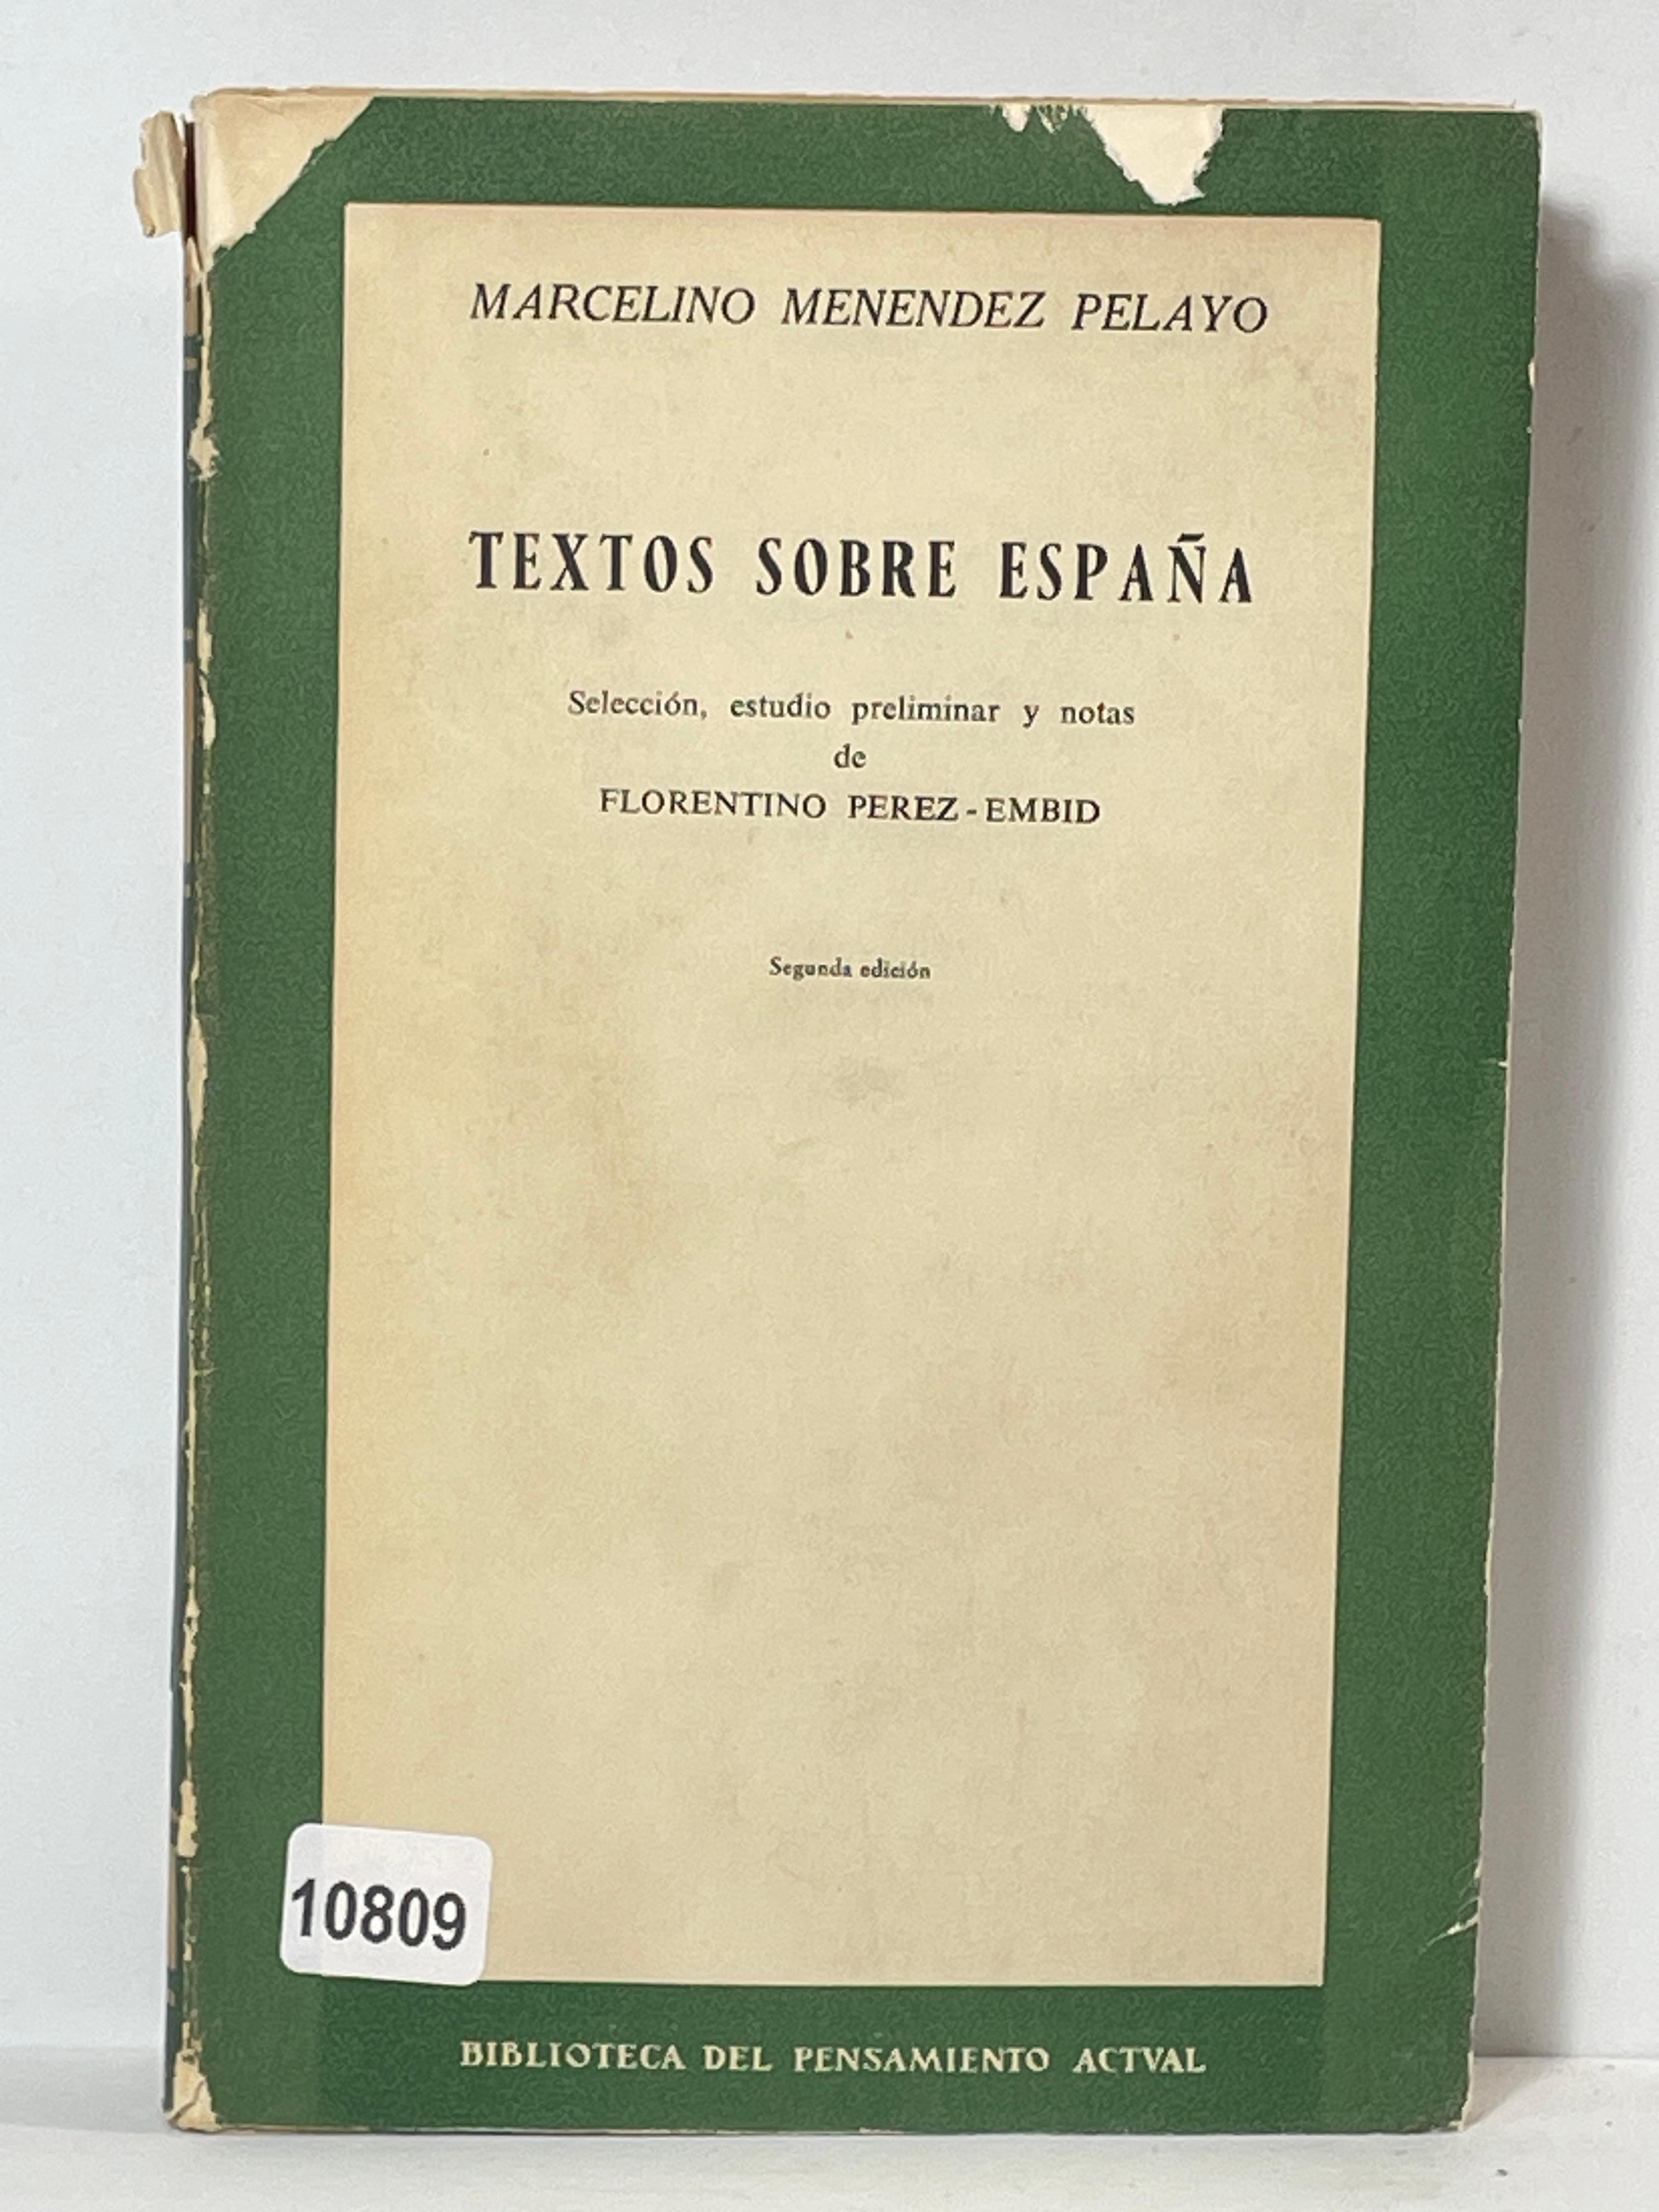 MARCELINO MENENDEZ PELAYO
TEXTOS SOBRE ESPAÑA
Selección, estudio preliminar y notas
de
FLORENTINO PEREZ-EMBID
Segunda edición
10809
BIBLIOTECA DEL PENSAMIENTO ACTVAL